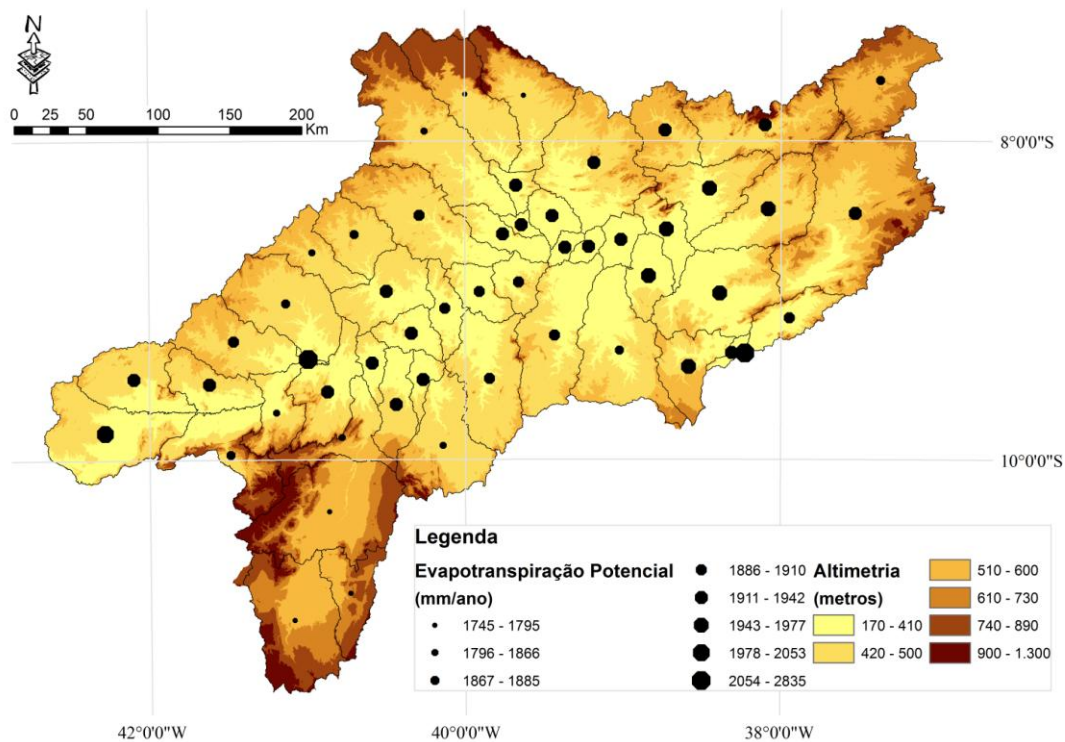 N
0 25 50 100 150 200
Km
8°0'0"S
10°0'0"S
Legenda
Evapotranspiração Potencial
(mm/ano)
1745 - 1795
1796 - 1866
1867 - 1885
1886 - 1910
1911 - 1942
1943 - 1977
1978 - 2053
2054 - 2835
Altimetria
(metros)
170 - 410
420 - 500
510 - 600
610 - 730
740 - 890
900 - 1.300
42°0'0"W 40°0'0"W 38°0'0"W